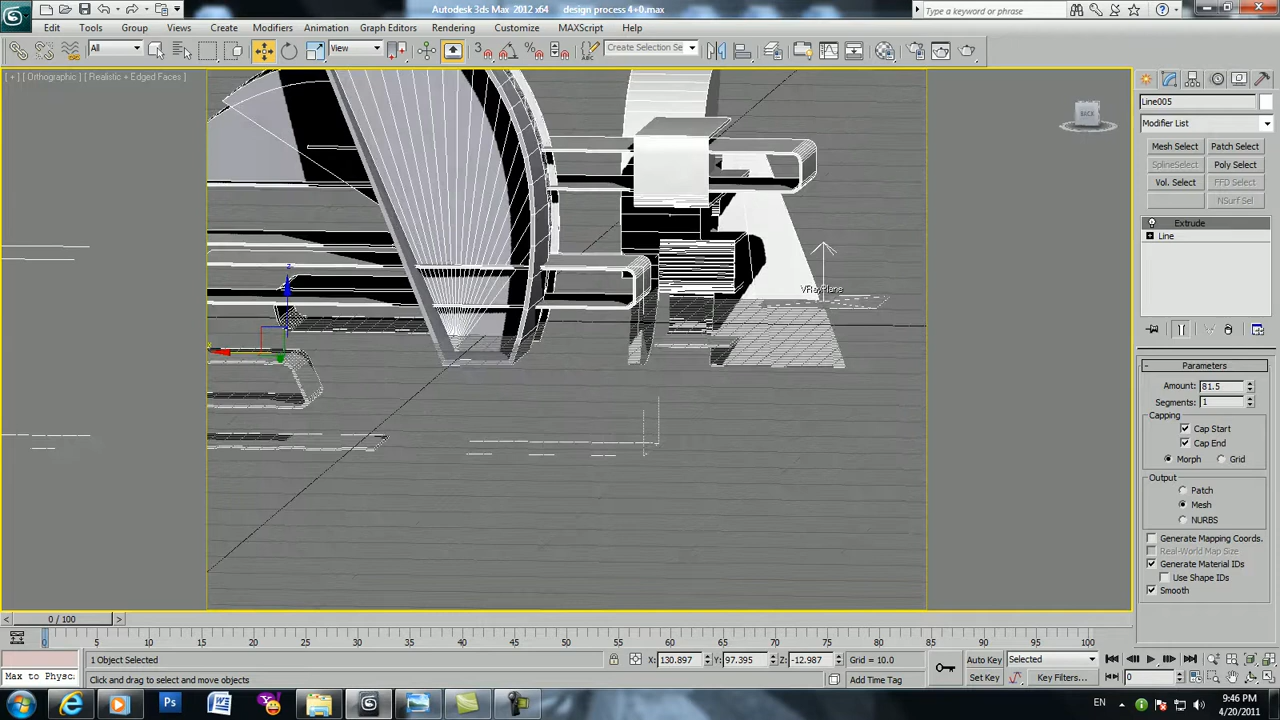 Autodesk 3ds Max 2012 x64 design process 4+0.max
Type a keyword or phrase
Edit Tools Group Views Create Modifiers Animation Graph Editors Rendering Customize MAXScript Help
All View 3 Create Selection Se
[ + ] [ Orthographic ] [ Realistic + Edged Faces ]
BACK
VRayPlane
z
Line005
Modifier List
Mesh Select Patch Select
SplineSelect Poly Select
Vol. Select FFD Select
NSurf Sel
Extrude
Line
Parameters
Amount: 81.5
Segments: 1
Capping
Cap Start
Cap End
Morph Grid
Output
Patch
Mesh
NURBS
Generate Mapping Coords.
Real-World Map Size
Generate Material IDs
Use Shape IDs
Smooth
0 / 100
0 5 10 15 20 25 30 35 40 45 50 55 60 65 70 75 80 85 90 95 100
1 Object Selected X: 130.897 Y: 97.395 Z: -12.987 Grid = 10.0 Auto Key Selected
Max to Physc: Click and drag to select and move objects Add Time Tag Set Key Key Filters... 0
Ps W EN 9:46 PM
4/20/2011